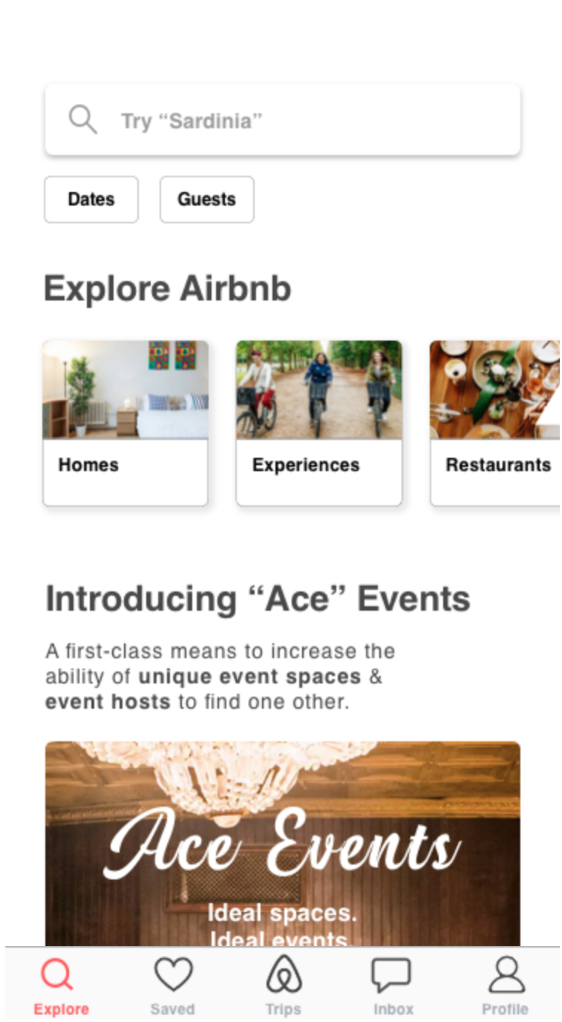 Try “Sardinia”
Dates
Guests
Explore Airbnb
Homes
Experiences
Restaurants
Introducing “Ace” Events
A first-class means to increase the
ability of unique event spaces &
event hosts to find one other.
Ace Events
Ideal spaces.
Ideal events.
Explore
Saved
Trips
Inbox
Profile